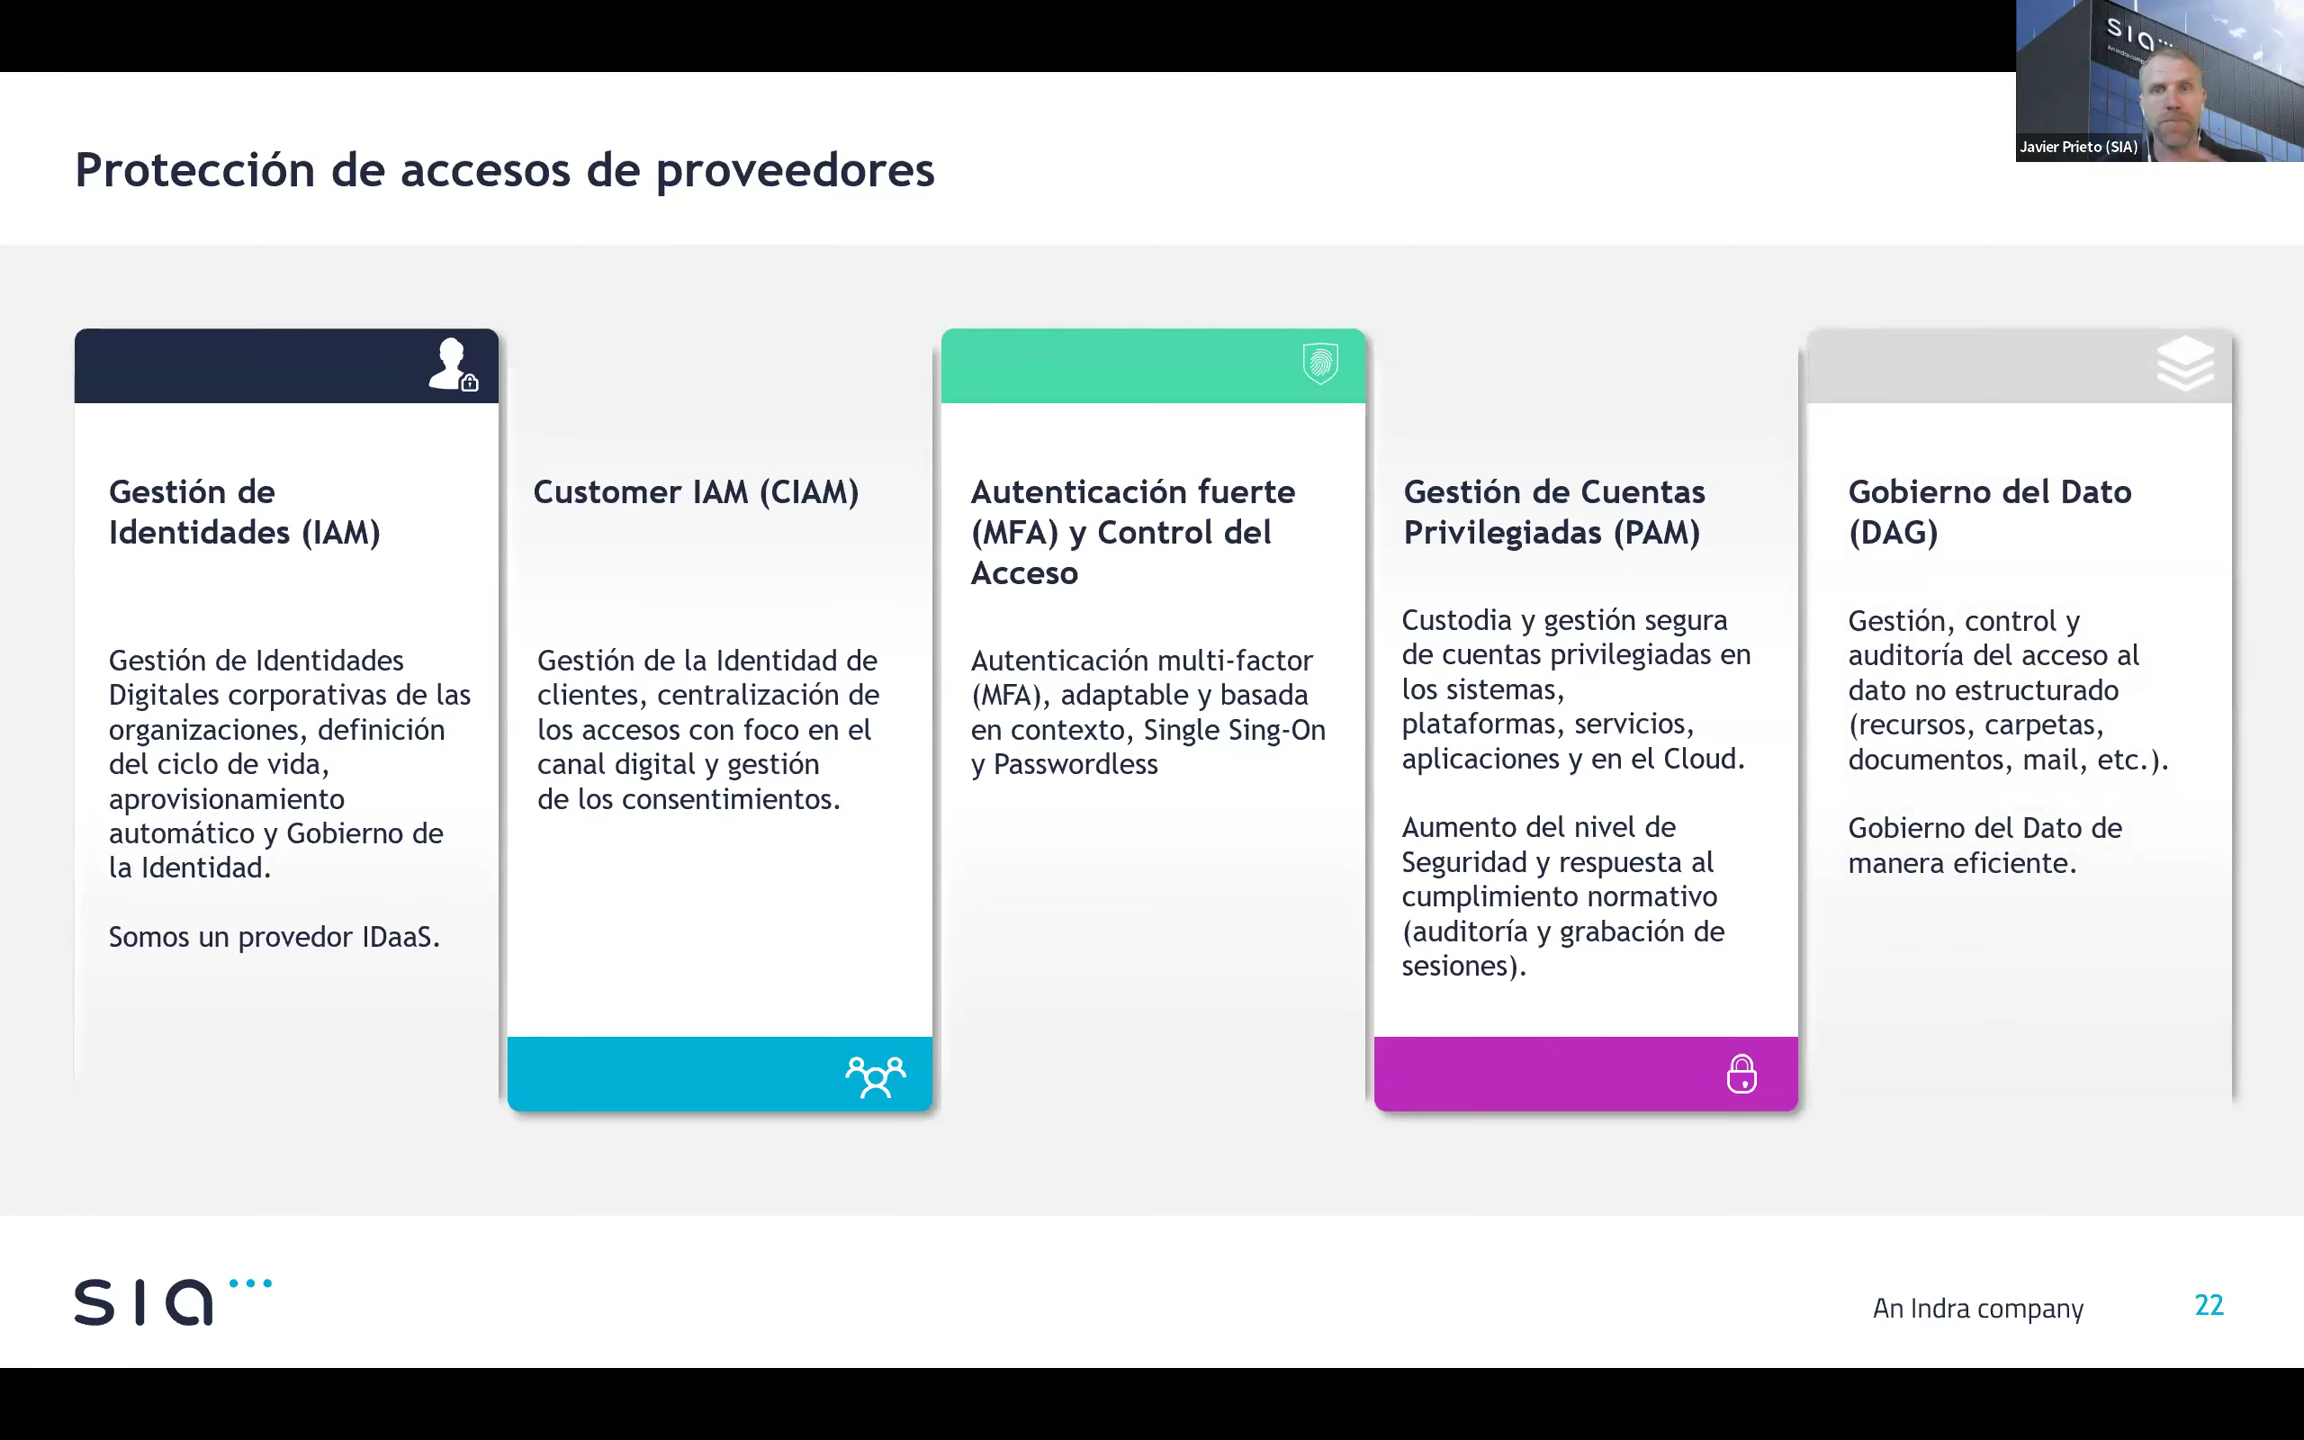 sia
An Indra company
Javier Prieto (SIA)
Protección de accesos de proveedores
Gestión de
Identidades (IAM)
Gestión de Identidades
Digitales corporativas de las
organizaciones, definición
del ciclo de vida,
aprovisionamiento
automático y Gobierno de
la Identidad.
Somos un provedor IDaaS.
Customer IAM (CIAM)
Gestión de la Identidad de
clientes, centralización de
los accesos con foco en el
canal digital y gestión
de los consentimientos.
Autenticación fuerte
(MFA) y Control del
Acceso
Autenticación multi-factor
(MFA), adaptable y basada
en contexto, Single Sing-On
y Passwordless
Gestión de Cuentas
Privilegiadas (PAM)
Custodia y gestión segura
de cuentas privilegiadas en
los sistemas,
plataformas, servicios,
aplicaciones y en el Cloud.
Aumento del nivel de
Seguridad y respuesta al
cumplimiento normativo
(auditoría y grabación de
sesiones).
Gobierno del Dato
(DAG)
Gestión, control y
auditoría del acceso al
dato no estructurado
(recursos, carpetas,
documentos, mail, etc.).
Gobierno del Dato de
manera eficiente.
sia
An Indra company
22